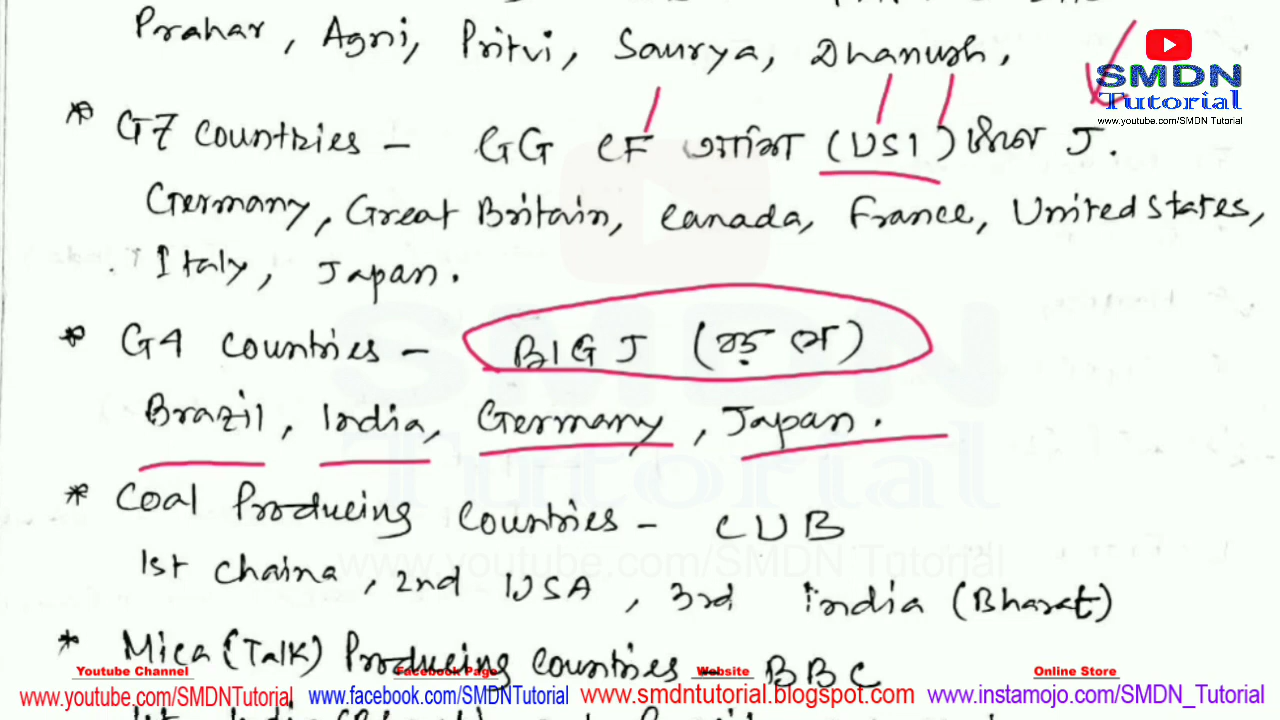 Prahar, Agni, Pritvi, Saurya, Dhanush,
SMDN
Tutorial
www.youtube.com/SMDN Tutorial
* G7 Countries - GG CF (USI) J.
Germany, Great Britain, Canada, France, United States,
Italy, Japan.
* G4 Countries - BIG J (বড় জে)
Brazil, India, Germany, Japan.
* Coal Producing Countries - CUB
1st Chaina, 2nd USA, 3rd India (Bharat)
* Mica (Talk) Producing Countries - BBC
Youtube Channel Facebook Page Website Online Store
www.youtube.com/SMDNTutorial www.facebook.com/SMDNTutorial www.smdntutorial.blogspot.com www.instamojo.com/SMDN_Tutorial